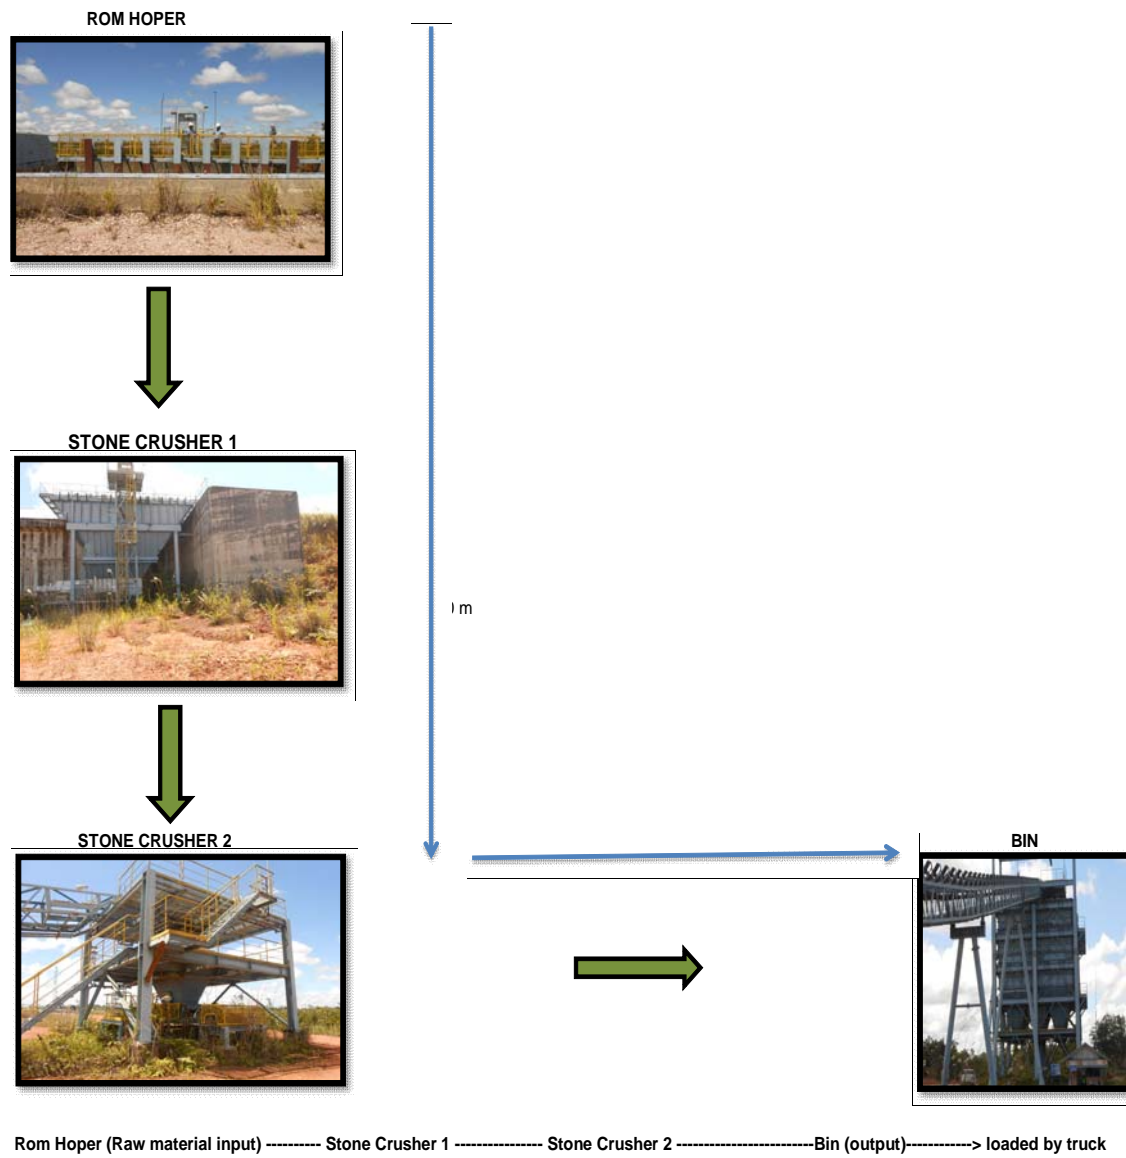 ROM HOPER
STONE CRUSHER 1
m
STONE CRUSHER 2
BIN
Rom Hoper (Raw material input) ---------- Stone Crusher 1 ---------------- Stone Crusher 2 -------------------------Bin (output)------------> loaded by truck